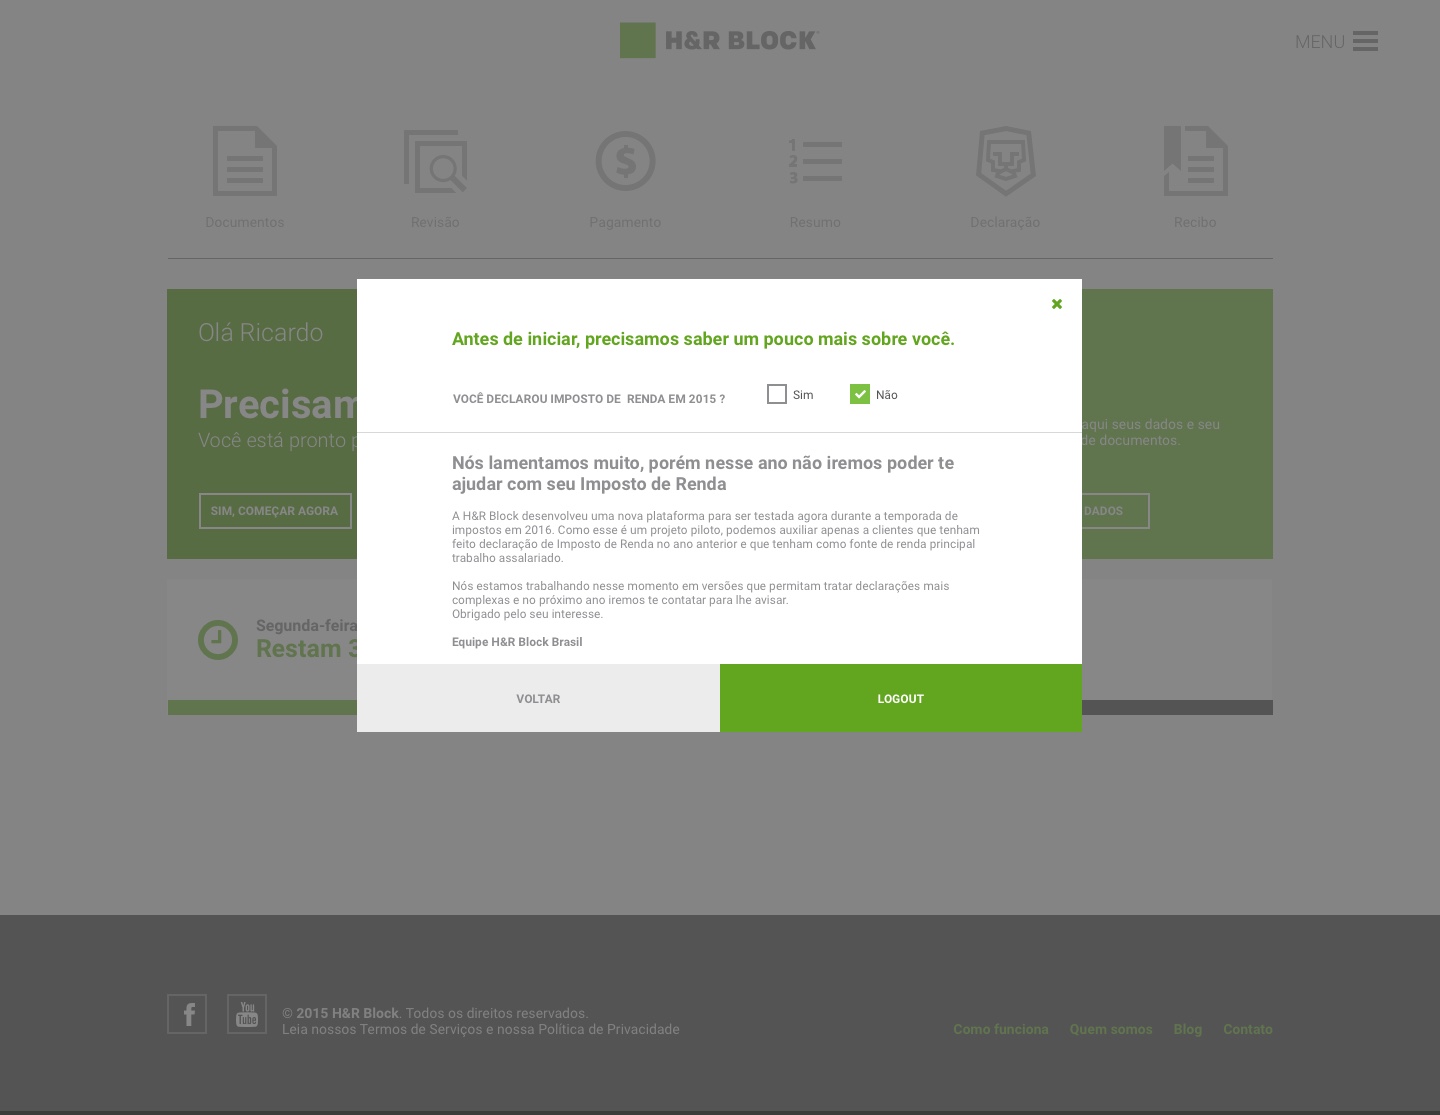 H&R BLOCK
MENU
1
2
3
Documentos
Revisão
Pagamento
Resumo
Declaração
Recibo
Olá Ricardo
Você está pronto
aqui seus dados e seu
de documentos.
SIM, COMEÇAR AGORA
DADOS
Segunda-feira
Restam 3
Antes de iniciar, precisamos saber um pouco mais sobre você.
VOCÊ DECLAROU IMPOSTO DE  RENDA EM 2015 ?
Sim
Não
Nós lamentamos muito, porém nesse ano não iremos poder te
ajudar com seu Imposto de Renda
A H&R Block desenvolveu uma nova plataforma para ser testada agora durante a temporada de
impostos em 2016. Como esse é um projeto piloto, podemos auxiliar apenas a clientes que tenham
feito declaração de Imposto de Renda no ano anterior e que tenham como fonte de renda principal
trabalho assalariado.
Nós estamos trabalhando nesse momento em versões que permitam tratar declarações mais
complexas e no próximo ano iremos te contatar para lhe avisar.
Obrigado pelo seu interesse.
Equipe H&R Block Brasil
VOLTAR
LOGOUT
f
You
Tube
© 2015 H&R Block. Todos os direitos reservados.
Leia nossos Termos de Serviços e nossa Política de Privacidade
Como funciona
Quem somos
Blog
Contato